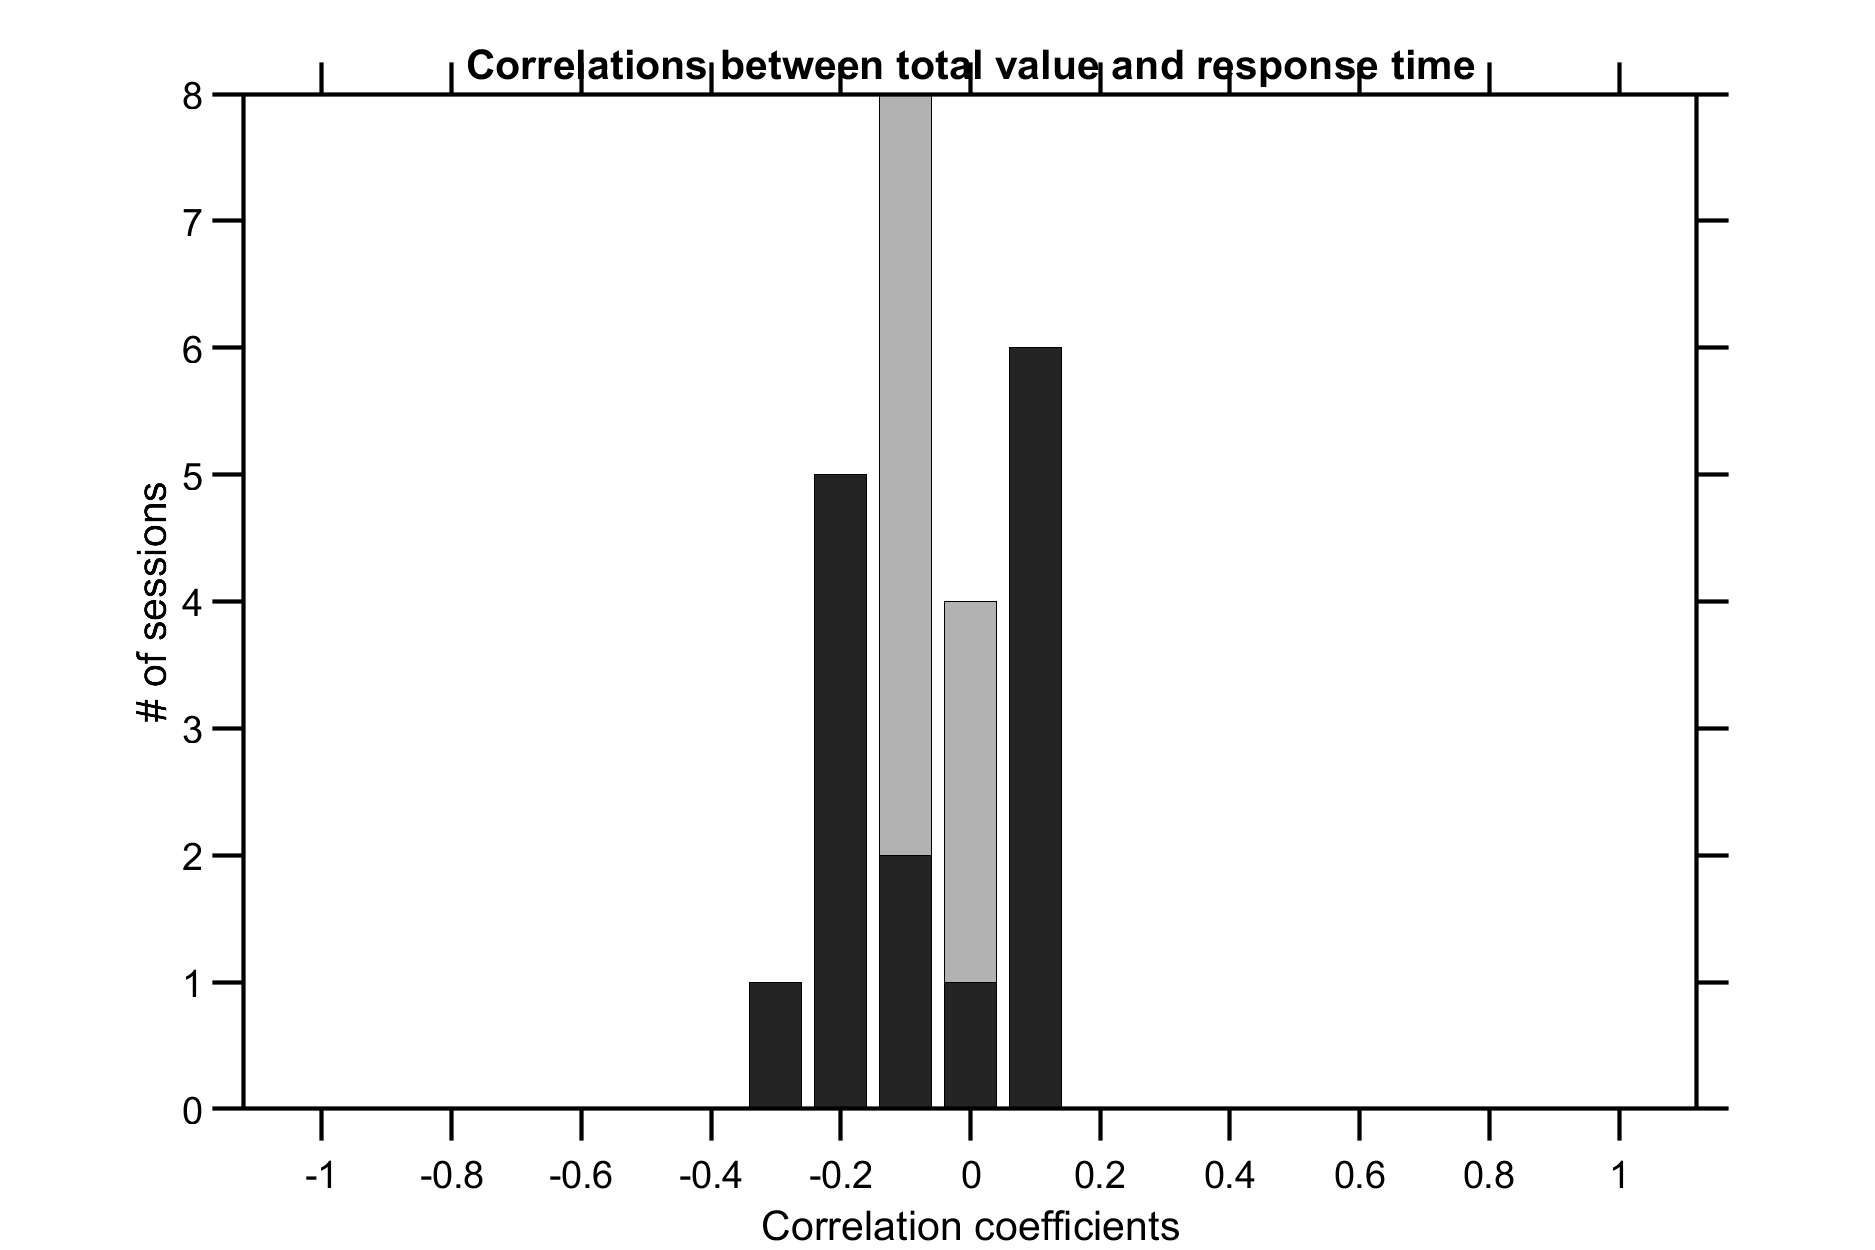 Correlations between total value and response time
8
7
6
5
4
3
2
1
0
# of sessions
-1 -0.8 -0.6 -0.4 -0.2 0 0.2 0.4 0.6 0.8 1
Correlation coefficients